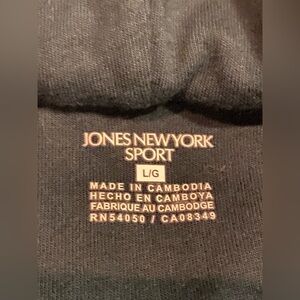 JONES NEW YORK
SPORT
L/G
MADE IN CAMBODIA
HECHO EN CAMBOYA
FABRIQUE AU CAMBODGE
RN54050 / CA08349